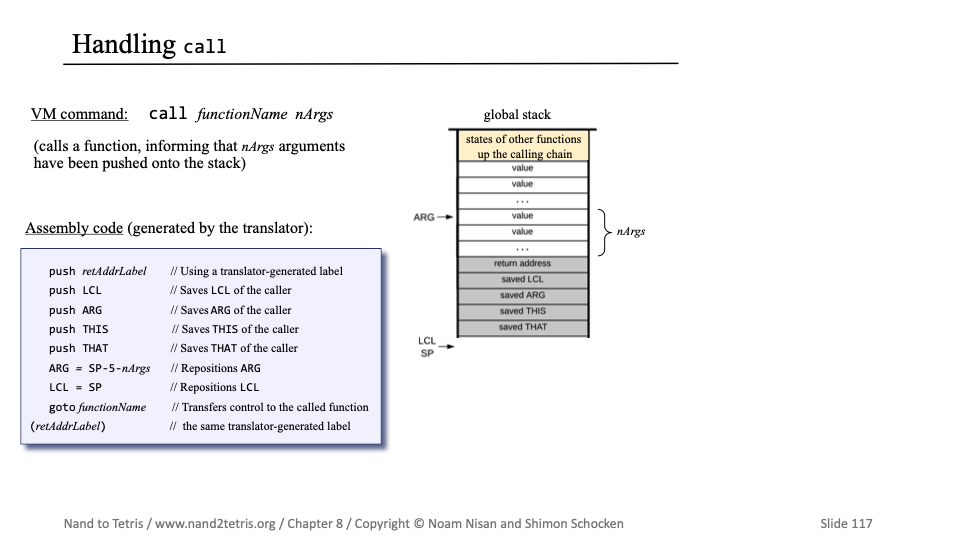 Handling call
VM command: call functionName nArgs
(calls a function, informing that nArgs arguments
have been pushed onto the stack)
Assembly code (generated by the translator):
push retAddrLabel // Using a translator-generated label
push LCL // Saves LCL of the caller
push ARG // Saves ARG of the caller
push THIS // Saves THIS of the caller
push THAT // Saves THAT of the caller
ARG = SP-5-nArgs // Repositions ARG
LCL = SP // Repositions LCL
goto functionName // Transfers control to the called function
(retAddrLabel) // the same translator-generated label
global stack
states of other functions
up the calling chain
value
value
...
ARG value
value nArgs
...
return address
saved LCL
saved ARG
saved THIS
saved THAT
LCL
SP
Nand to Tetris / www.nand2tetris.org / Chapter 8 / Copyright © Noam Nisan and Shimon Schocken Slide 117